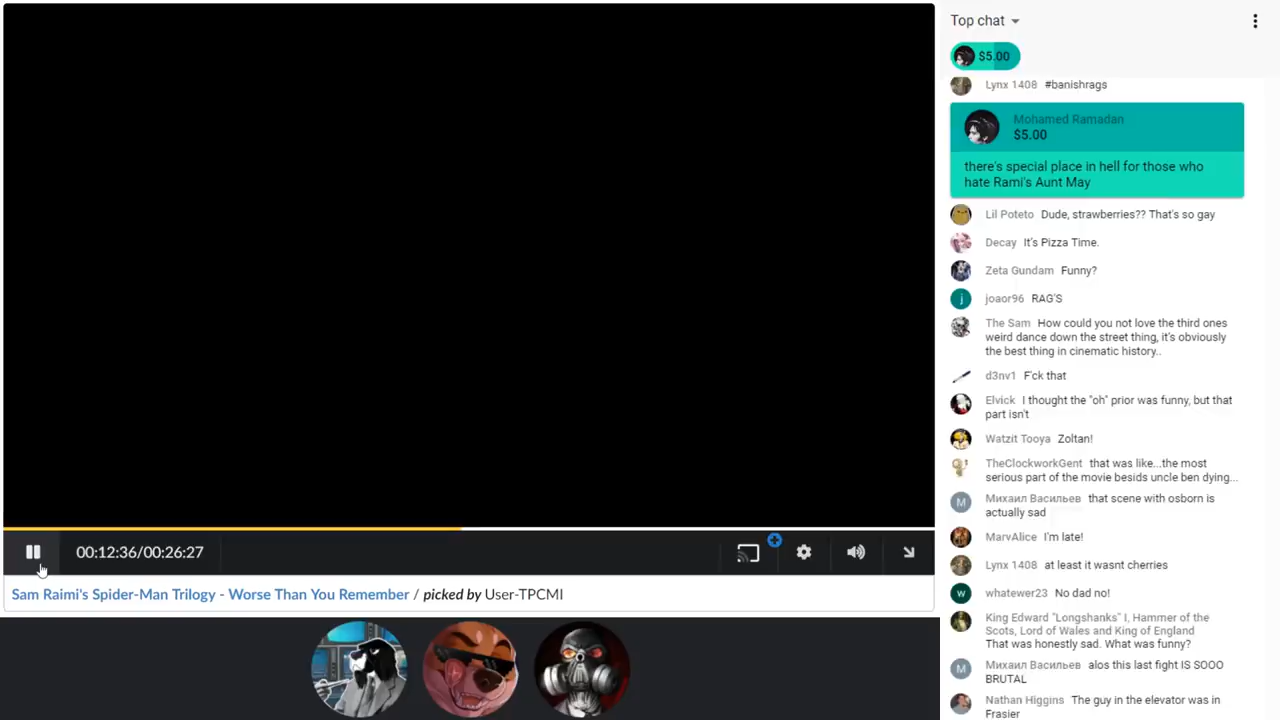 Top chat
$5.00
Lynx 1408 #banishrags
Mohamed Ramadan
$5.00
there's special place in hell for those who
hate Rami's Aunt May
Lil Poteto Dude, strawberries?? That's so gay
Decay It's Pizza Time.
Zeta Gundam Funny?
j joaor96 RAG'S
The Sam How could you not love the third ones
weird dance down the street thing, it's obviously
the best thing in cinematic history..
d3nv1 F'ck that
Elvick I thought the "oh" prior was funny, but that
part isn't
Watzit Tooya Zoltan!
TheClockworkGent that was like...the most
serious part of the movie besids uncle ben dying...
М Михаил Васильев that scene with osborn is
actually sad
MarvAlice I'm late!
Lynx 1408 at least it wasnt cherries
w whatewer23 No dad no!
King Edward "Longshanks" I, Hammer of the
Scots, Lord of Wales and King of England
That was honestly sad. What was funny?
М Михаил Васильев alos this last fight IS SOOO
BRUTAL
Nathan Higgins The guy in the elevator was in
Frasier
00:12:36/00:26:27
Sam Raimi's Spider-Man Trilogy - Worse Than You Remember / picked by User-TPCMI